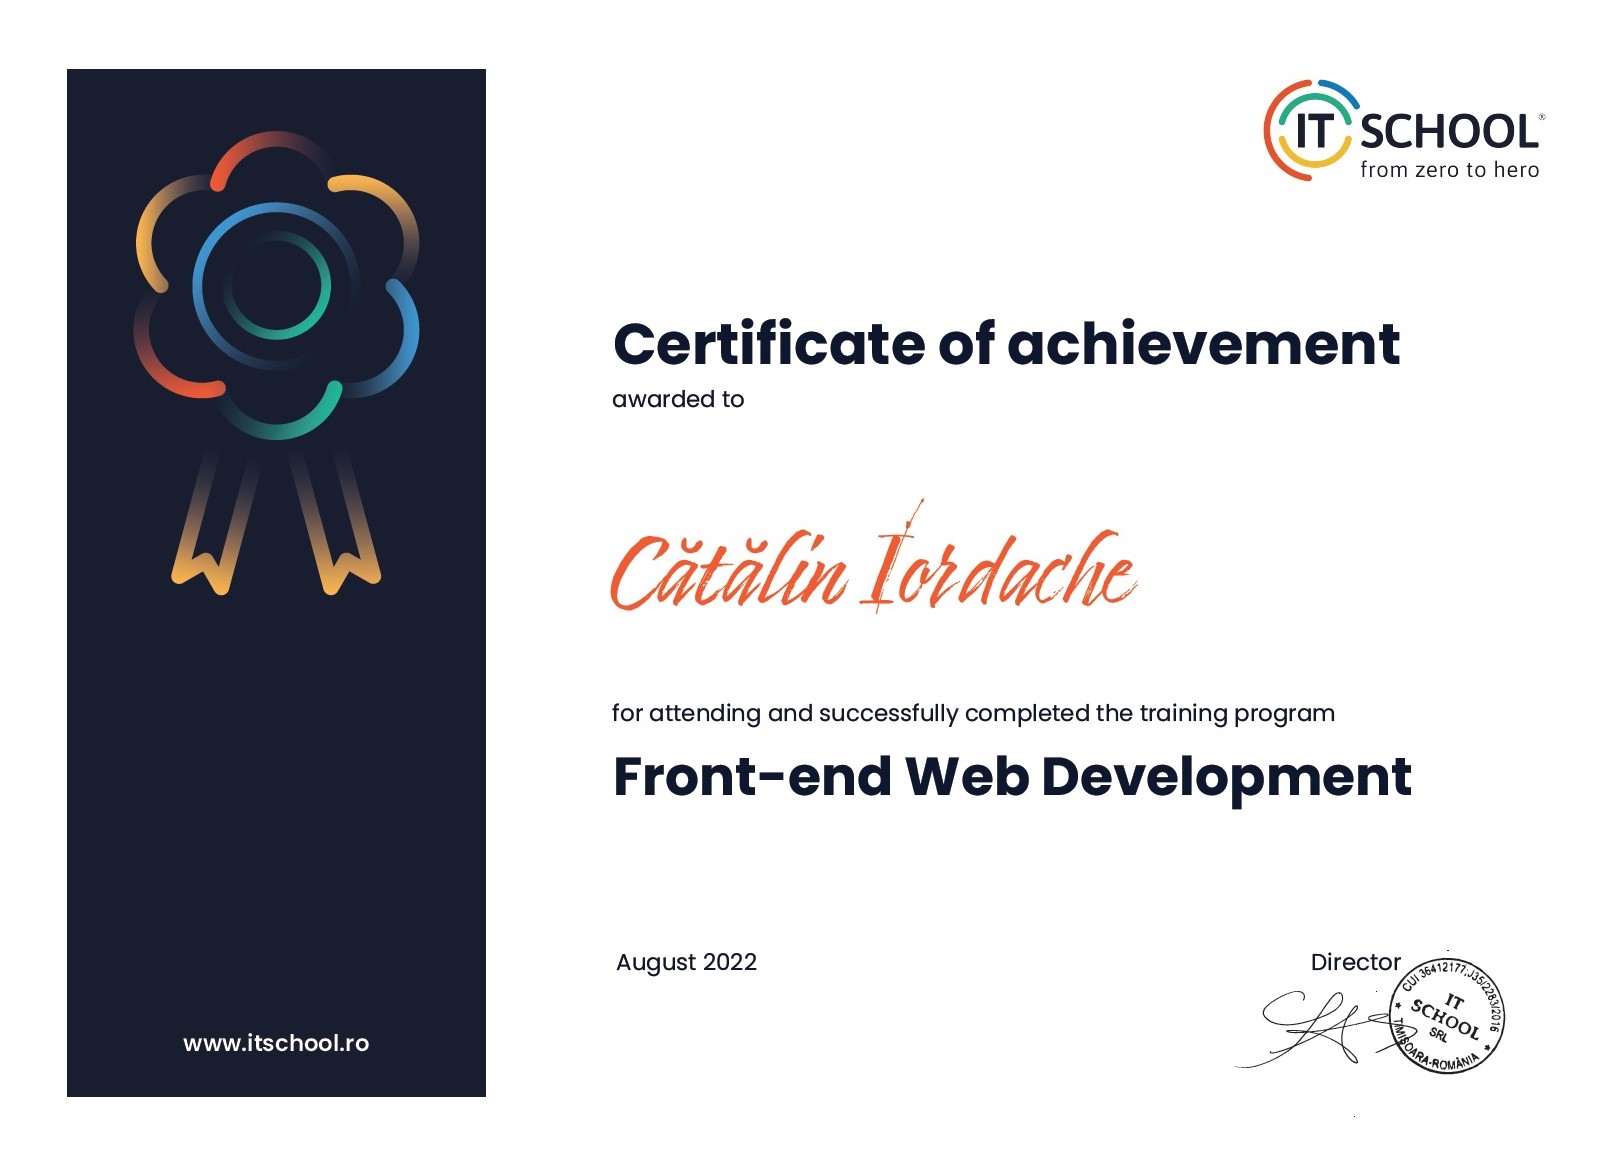 IT SCHOOL®
from zero to hero
Certificate of achievement
awarded to
Cătălin Iordache
for attending and successfully completed the training program
Front-end Web Development
August 2022
Director
CUI 36412177;J35/2283/2016
IT
SCHOOL
SRL
TIMISOARA-ROMÂNIA
www.itschool.ro